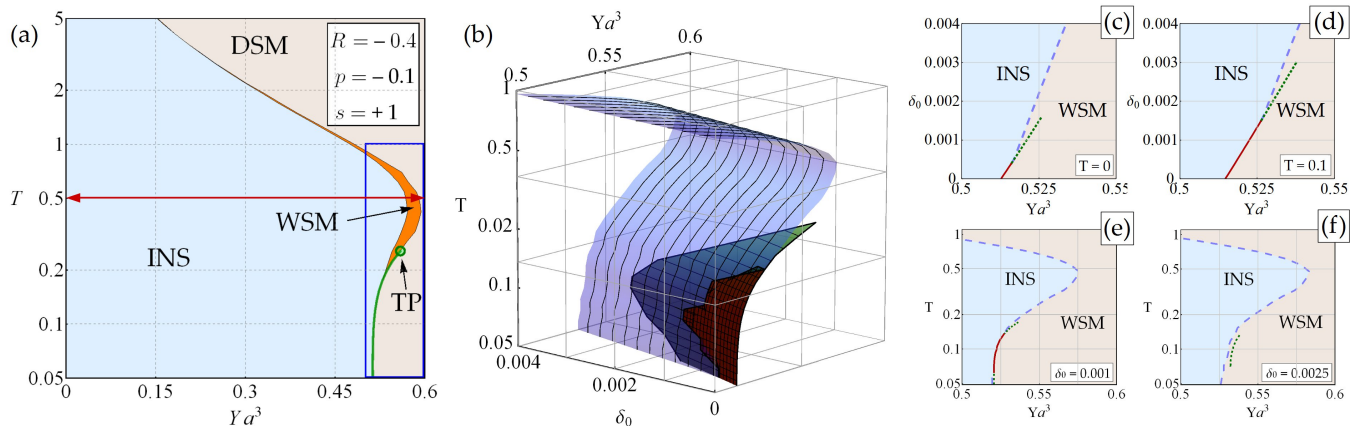 (a)
5
2
1
T
0.5
0.2
0.1
0.05
0
0.15
0.3
0.45
0.6
Ya³
DSM
R = −0.4
p = −0.1
s = +1
WSM
INS
TP
(b)
Ya³
0.6
0.55
0.5
1
0.5
T
0.02
0.1
0.05
0.004
0.002
0
δ₀
(c)
0.004
0.003
δ₀ 0.002
0.001
0
INS
WSM
T = 0
0.5
0.525
0.55
Ya³
(d)
0.004
0.003
0.002
0.001
0
INS
WSM
T = 0.1
0.5
0.525
0.55
Ya³
(e)
1
0.5
T
0.2
0.1
0.05
INS
WSM
δ₀ = 0.001
0.5
0.55
0.6
Ya³
(f)
1
0.5
T
0.2
0.1
0.05
INS
WSM
δ₀ = 0.0025
0.5
0.55
0.6
Ya³